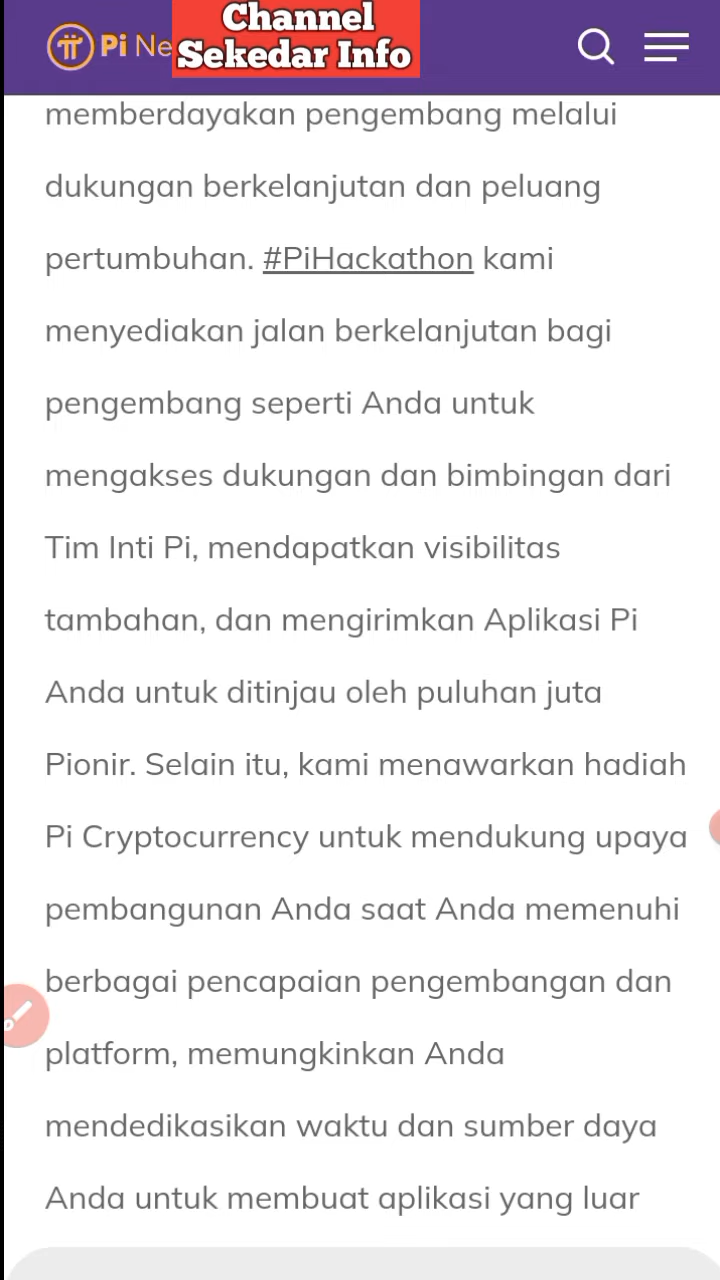 Channel
Pi Ne Sekedar Info
memberdayakan pengembang melalui
dukungan berkelanjutan dan peluang
pertumbuhan. #PiHackathon kami
menyediakan jalan berkelanjutan bagi
pengembang seperti Anda untuk
mengakses dukungan dan bimbingan dari
Tim Inti Pi, mendapatkan visibilitas
tambahan, dan mengirimkan Aplikasi Pi
Anda untuk ditinjau oleh puluhan juta
Pionir. Selain itu, kami menawarkan hadiah
Pi Cryptocurrency untuk mendukung upaya
pembangunan Anda saat Anda memenuhi
berbagai pencapaian pengembangan dan
platform, memungkinkan Anda
mendedikasikan waktu dan sumber daya
Anda untuk membuat aplikasi yang luar